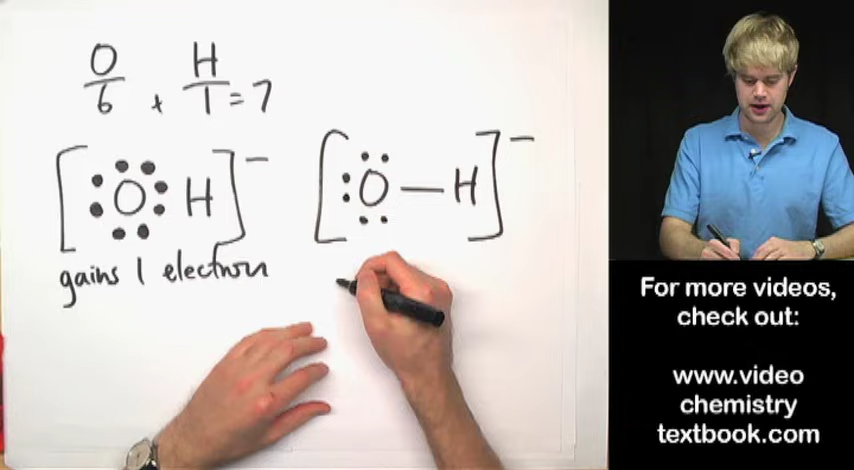 O H
6 + 1 = 7
[O H]−
[O — H]−
gains 1 electron
For more videos,
check out:
www.video
chemistry
textbook.com